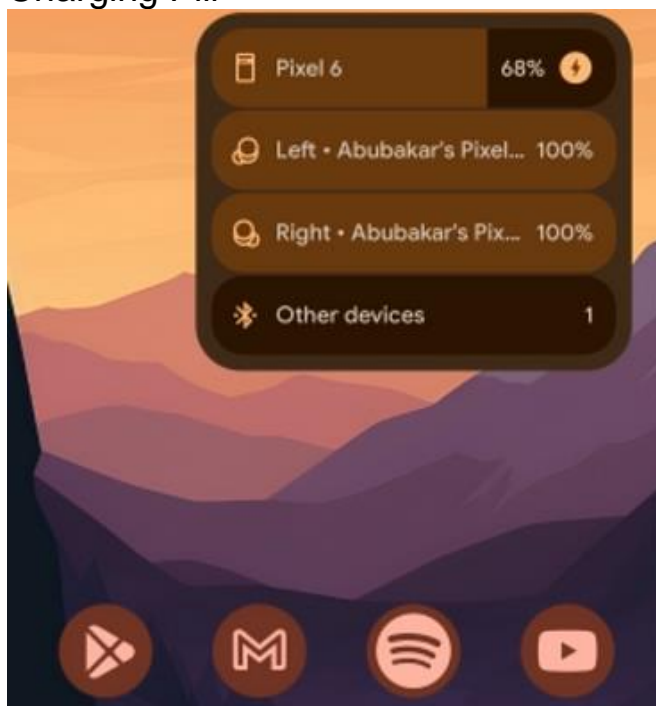 Pixel 6 68%
Left • Abubakar's Pixel... 100%
Right • Abubakar's Pix... 100%
Other devices 1